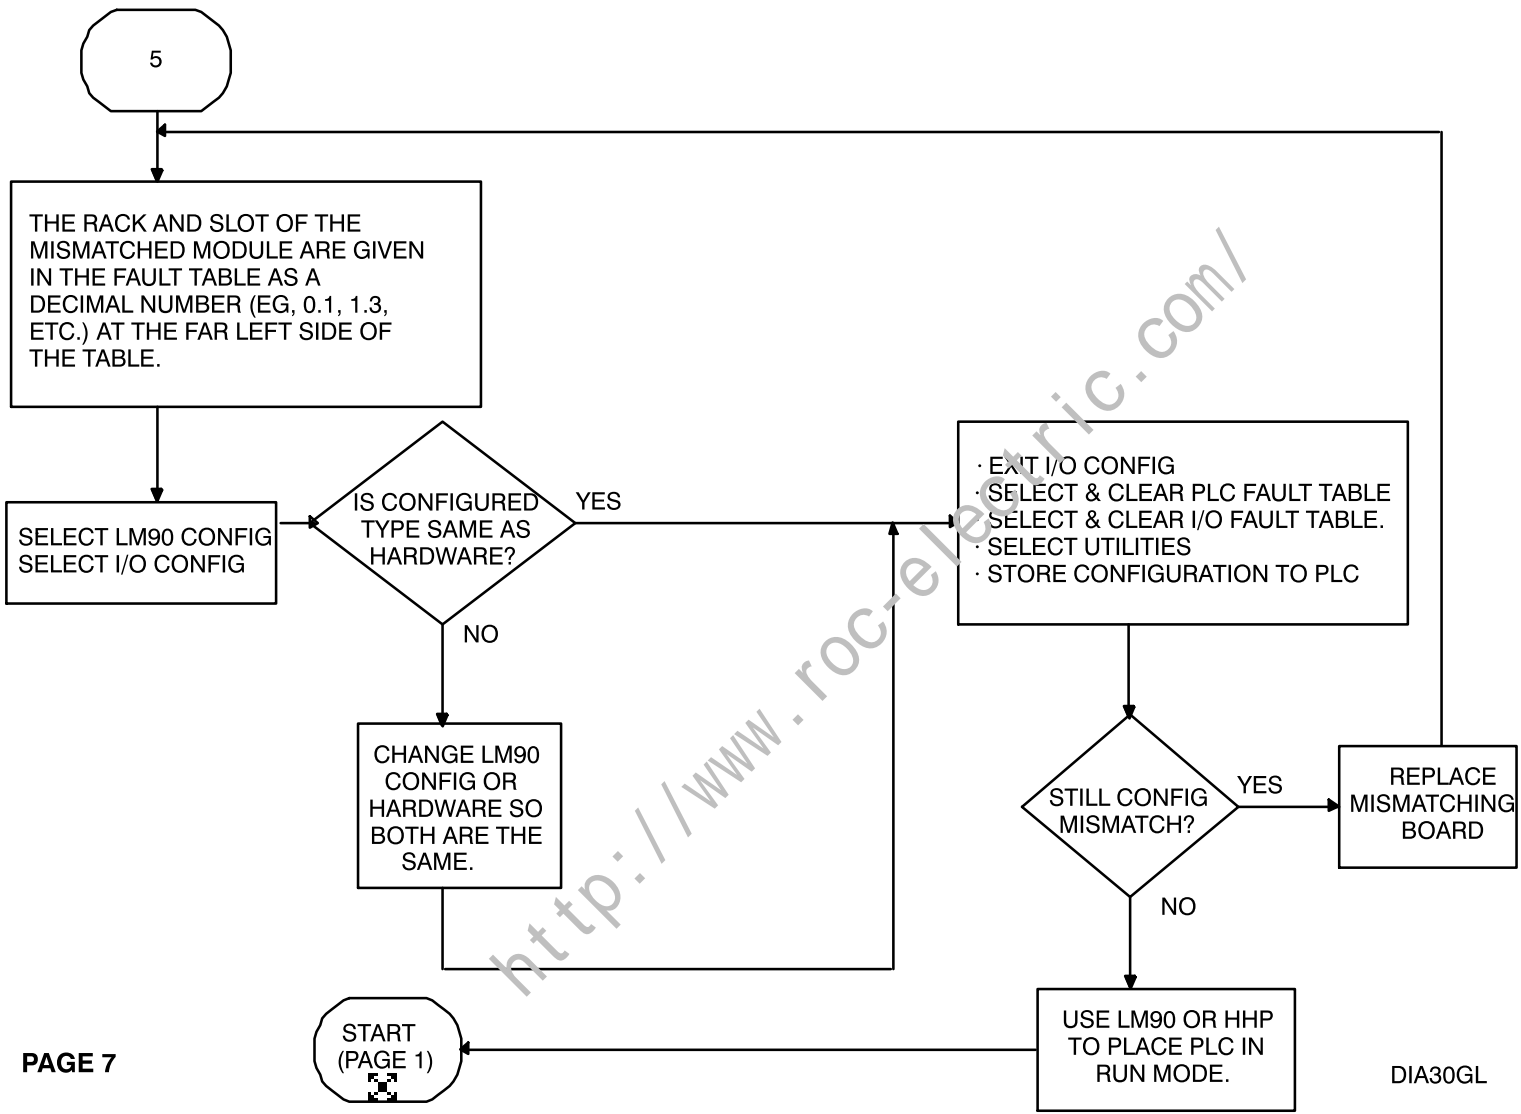 5
THE RACK AND SLOT OF THE
MISMATCHED MODULE ARE GIVEN
IN THE FAULT TABLE AS A
DECIMAL NUMBER (EG, 0.1, 1.3,
ETC.) AT THE FAR LEFT SIDE OF
THE TABLE.
SELECT LM90 CONFIG
SELECT I/O CONFIG
IS CONFIGURED
TYPE SAME AS
HARDWARE?
YES
NO
CHANGE LM90
CONFIG OR
HARDWARE SO
BOTH ARE THE
SAME.
· EXIT I/O CONFIG
· SELECT & CLEAR PLC FAULT TABLE
· SELECT & CLEAR I/O FAULT TABLE.
· SELECT UTILITIES
· STORE CONFIGURATION TO PLC
STILL CONFIG
MISMATCH?
YES
REPLACE
MISMATCHING
BOARD
NO
USE LM90 OR HHP
TO PLACE PLC IN
RUN MODE.
START
(PAGE 1)
PAGE 7
DIA30GL
http://www.roc-electric.com/